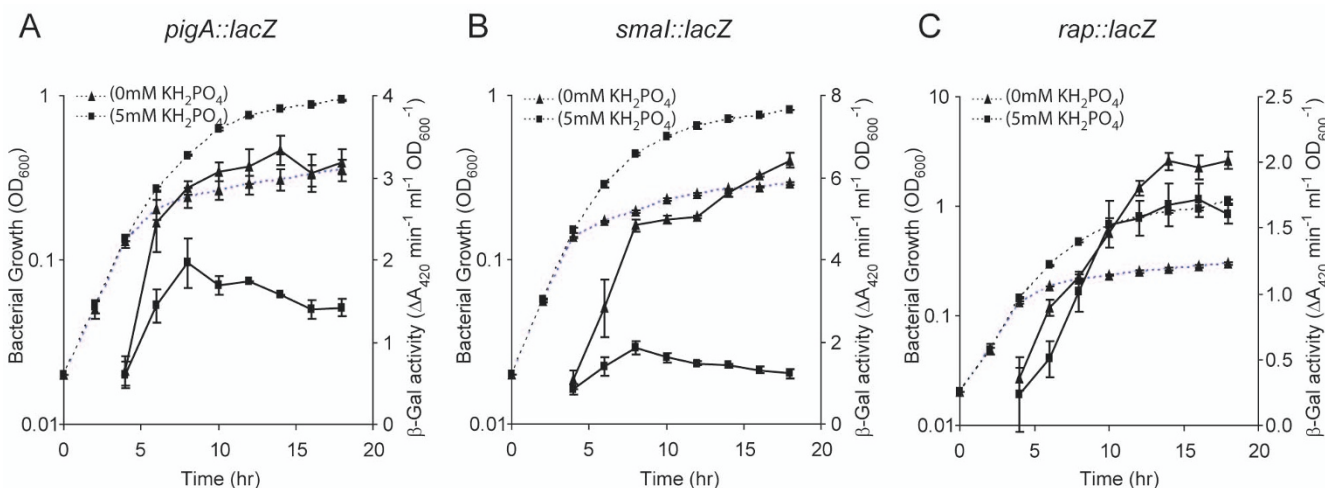 A
pigA::lacZ
(0mM KH₂PO₄)
(5mM KH₂PO₄)
Bacterial Growth (OD₆₀₀)
1
0.1
0.01
0
5
10
15
20
Time (hr)
4
3
2
1
0
β-Gal activity (ΔA₄₂₀ min⁻¹ ml⁻¹ OD₆₀₀⁻¹)
B
smaI::lacZ
(0mM KH₂PO₄)
(5mM KH₂PO₄)
Bacterial Growth (OD₆₀₀)
1
0.1
0.01
0
5
10
15
20
Time (hr)
8
6
4
2
0
β-Gal activity (ΔA₄₂₀ min⁻¹ ml⁻¹ OD₆₀₀⁻¹)
C
rap::lacZ
(0mM KH₂PO₄)
(5mM KH₂PO₄)
Bacterial Growth (OD₆₀₀)
10
1
0.1
0.01
0
5
10
15
20
Time (hr)
2.5
2.0
1.5
1.0
0.5
0.0
β-Gal activity (ΔA₄₂₀ min⁻¹ ml⁻¹ OD₆₀₀⁻¹)